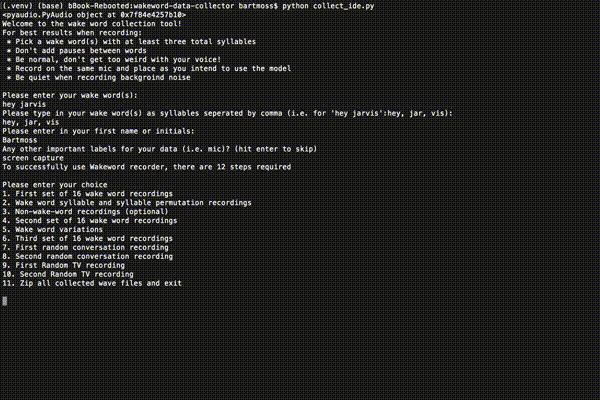 (.venv) (base) bBook-Rebooted:wakeword-data-collector bartmoss$ python collect_ide.py
<pyaudio.PyAudio object at 0x7f84e4257b10>
Welcome to the wake word collection tool!
For best results when recording:
* Pick a wake word(s) with at least three total syllables
* Don't add pauses between words
* Be normal, don't get too weird with your voice!
* Record on the same mic and place as you intend to use the model
* Be quiet when recording background noise
Please enter your wake word(s):
hey jarvis
Please type in your wake word(s) as syllables seperated by comma (i.e. for 'hey jarvis':hey, jar, vis):
hey, jar, vis
Please enter in your first name or initials:
Bartmoss
Any other important labels for your data (i.e. mic)? (hit enter to skip)
screen capture
To successfully use Wakeword recorder, there are 12 steps required
Please enter your choice
1. First set of 16 wake word recordings
2. Wake word syllable and syllable permutation recordings
3. Non-wake-word recordings (optional)
4. Second set of 16 wake word recordings
5. Wake word variations
6. Third set of 16 wake word recordings
7. First random conversation recording
8. Second random conversation recording
9. First Random TV recording
10. Second Random TV recording
11. Zip all collected wave files and exit